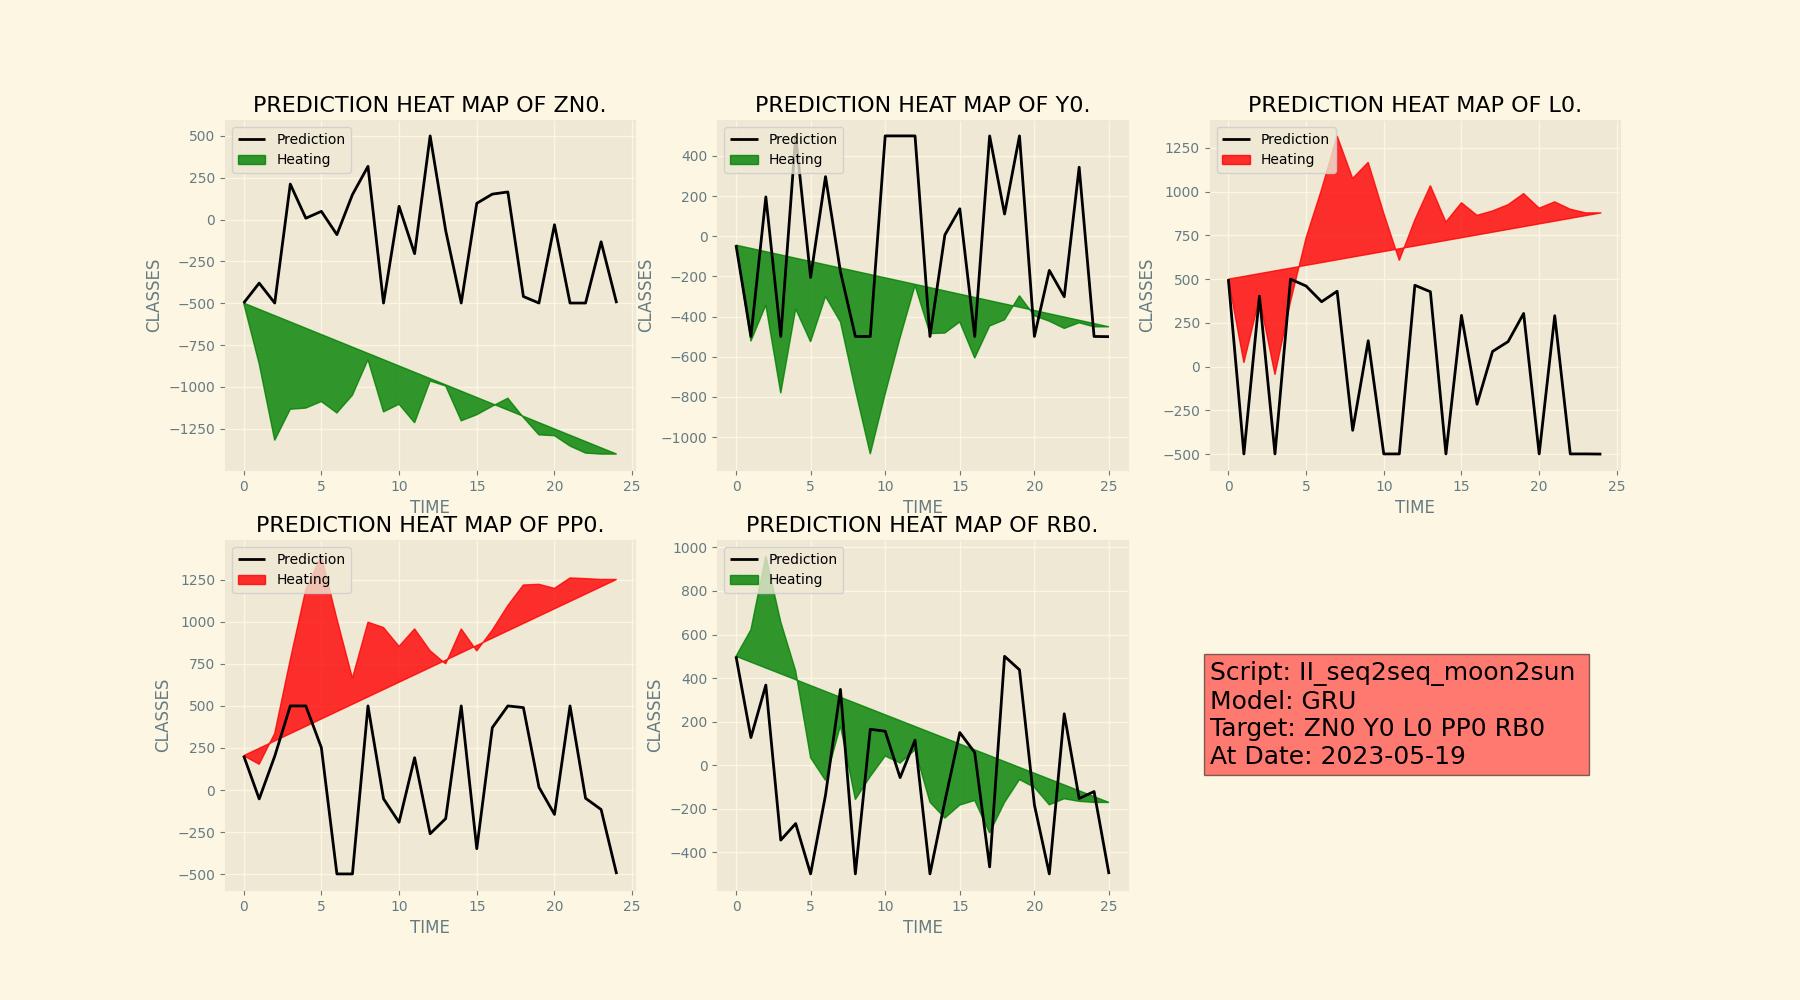 PREDICTION HEAT MAP OF ZN0.
Prediction
Heating
500
250
0
−250
−500
−750
−1000
−1250
CLASSES
0 5 10 15 20 25
TIME
PREDICTION HEAT MAP OF Y0.
Prediction
Heating
400
200
0
−200
−400
−600
−800
−1000
CLASSES
0 5 10 15 20 25
TIME
PREDICTION HEAT MAP OF L0.
Prediction
Heating
1250
1000
750
500
250
0
−250
−500
CLASSES
0 5 10 15 20 25
TIME
PREDICTION HEAT MAP OF PP0.
Prediction
Heating
1250
1000
750
500
250
0
−250
−500
CLASSES
0 5 10 15 20 25
TIME
PREDICTION HEAT MAP OF RB0.
Prediction
Heating
1000
800
600
400
200
0
−200
−400
CLASSES
0 5 10 15 20 25
TIME
Script: II_seq2seq_moon2sun
Model: GRU
Target: ZN0 Y0 L0 PP0 RB0
At Date: 2023-05-19